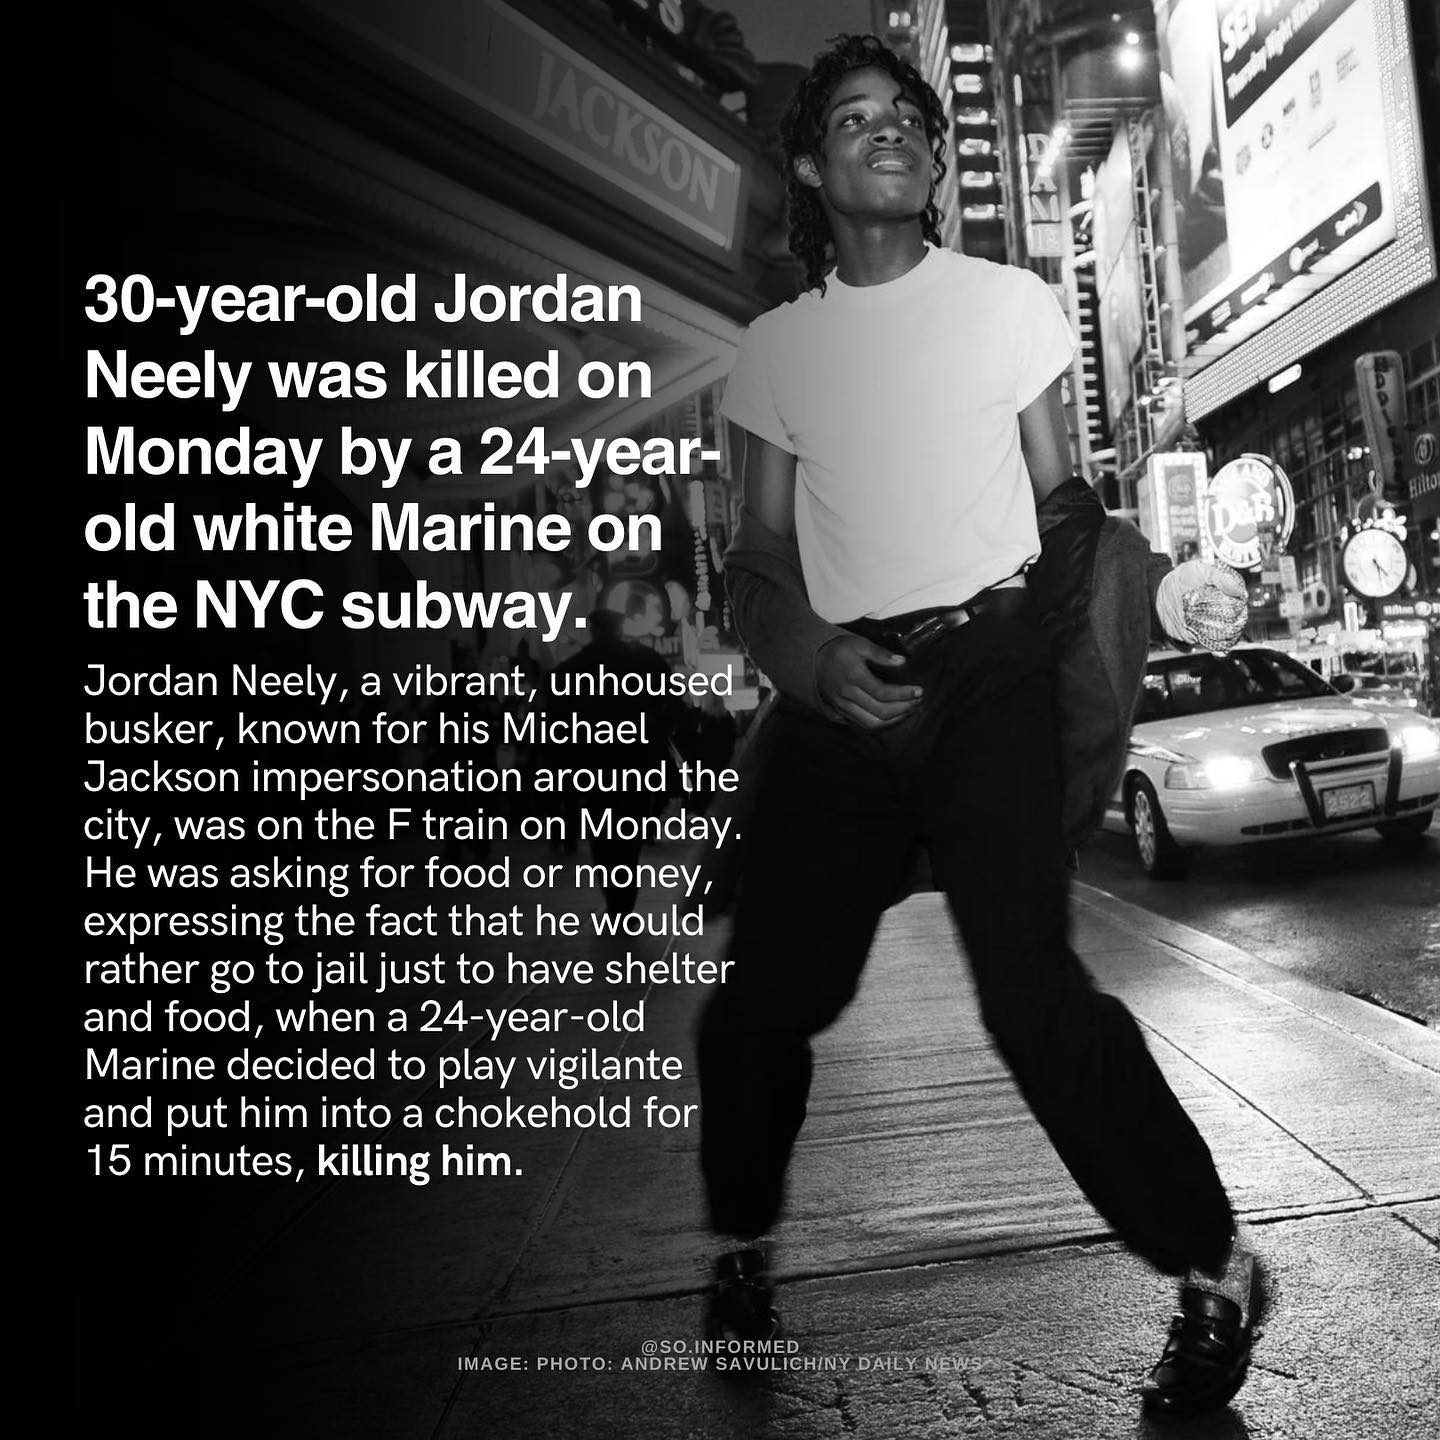 JACKSON
30-year-old Jordan
Neely was killed on
Monday by a 24-year-
old white Marine on
the NYC subway.
Jordan Neely, a vibrant, unhoused
busker, known for his Michael
Jackson impersonation around the
city, was on the F train on Monday.
He was asking for food or money,
expressing the fact that he would
rather go to jail just to have shelter
and food, when a 24-year-old
Marine decided to play vigilante
and put him into a chokehold for
15 minutes, killing him.
D&B
Hilton
@SO.INFORMED
IMAGE: PHOTO: ANDREW SAVULICH/NY DAILY NEWS